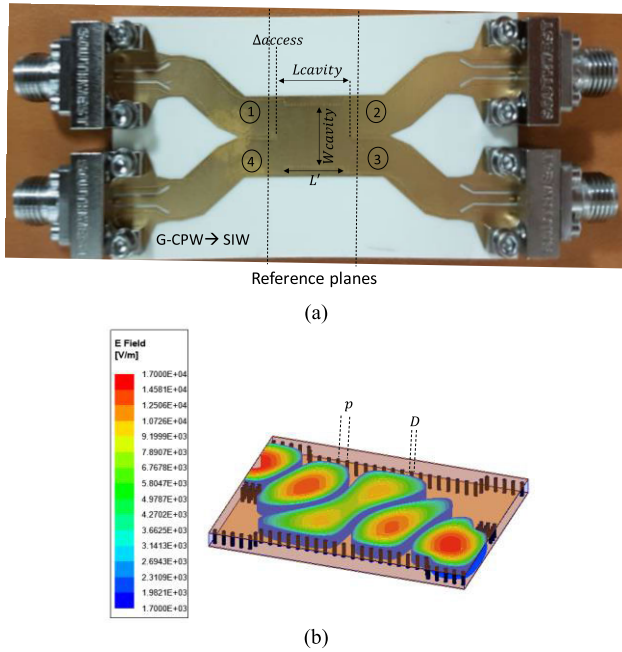 Δaccess
Lcavity
1
2
Wcavity
4
3
L'
G-CPW→ SIW
Reference planes
(a)
E Field
[V/m]
1.7000E+04
1.4581E+04
1.2506E+04
1.0726E+04
9.1999E+03
7.8907E+03
6.7678E+03
5.8047E+03
4.9787E+03
4.2702E+03
3.6625E+03
3.1413E+03
2.6943E+03
2.3109E+03
1.9821E+03
1.7000E+03
p
D
(b)